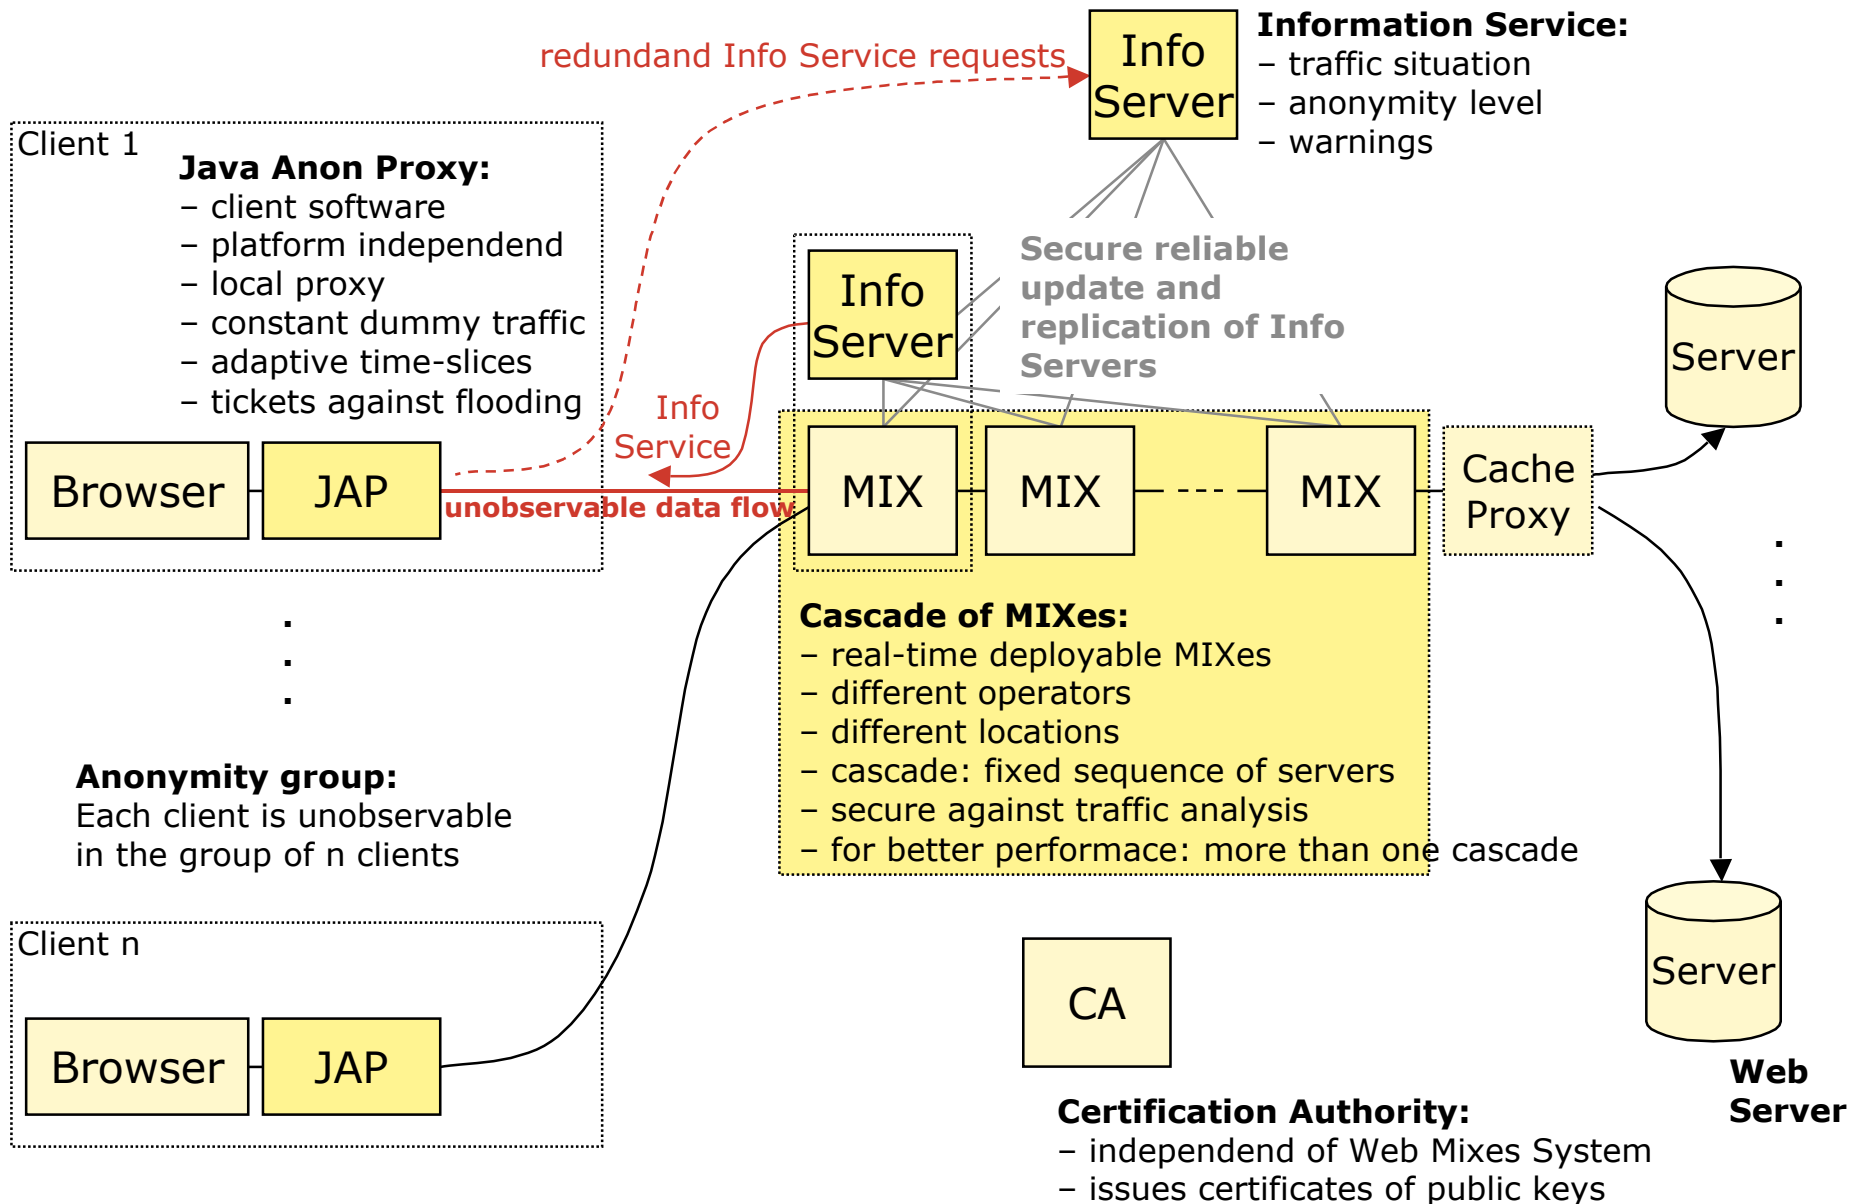 redundand Info Service requests
Info
Server
Information Service:
– traffic situation
– anonymity level
– warnings
Client 1
Java Anon Proxy:
– client software
– platform independend
– local proxy
– constant dummy traffic
– adaptive time-slices
– tickets against flooding
Browser
JAP
Info
Service
unobservable data flow
Info
Server
Secure reliable
update and
replication of Info
Servers
MIX
MIX
MIX
Cache
Proxy
Server
Cascade of MIXes:
– real-time deployable MIXes
– different operators
– different locations
– cascade: fixed sequence of servers
– secure against traffic analysis
– for better performace: more than one cascade
Anonymity group:
Each client is unobservable
in the group of n clients
Client n
Browser
JAP
CA
Certification Authority:
– independend of Web Mixes System
– issues certificates of public keys
Server
Web
Server